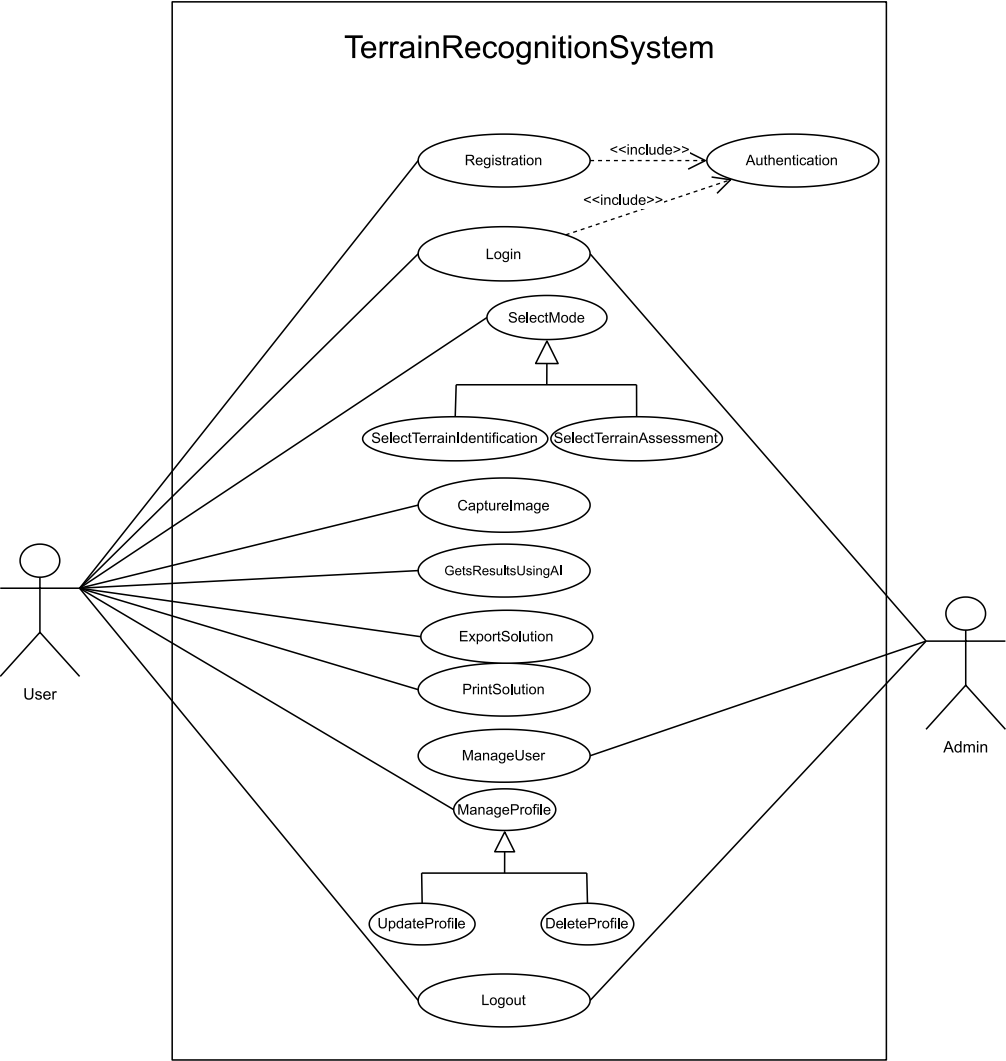 TerrainRecognitionSystem
Registration
<<include>>
Authentication
<<include>>
Login
SelectMode
SelectTerrainIdentification
SelectTerrainAssessment
CaptureImage
GetsResultsUsingAI
ExportSolution
PrintSolution
User
ManageUser
Admin
ManageProfile
UpdateProfile
DeleteProfile
Logout